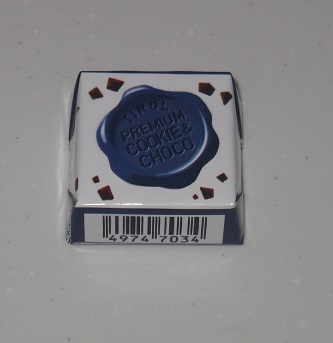 TIROL
PREMIUM
COOKIE&
CHOCO
4974 7034